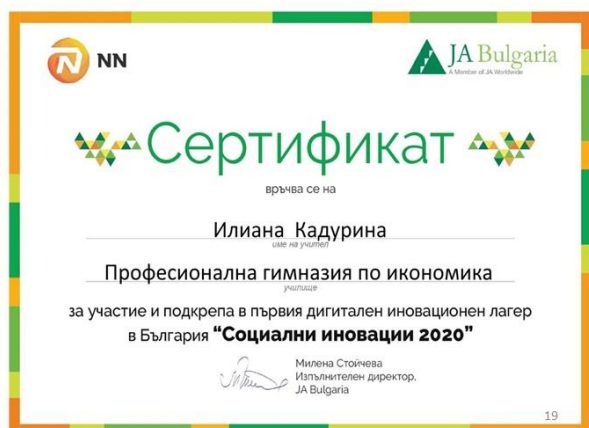 NN
JA Bulgaria
A Member of JA Worldwide
Сертификат
връчва се на
Илиана Кадурина
име на учител
Професионална гимназия по икономика
училище
за участие и подкрепа в първия дигитален иновационен лагер
в България "Социални иновации 2020"
Милена Стойчева
Изпълнителен директор,
JA Bulgaria
19